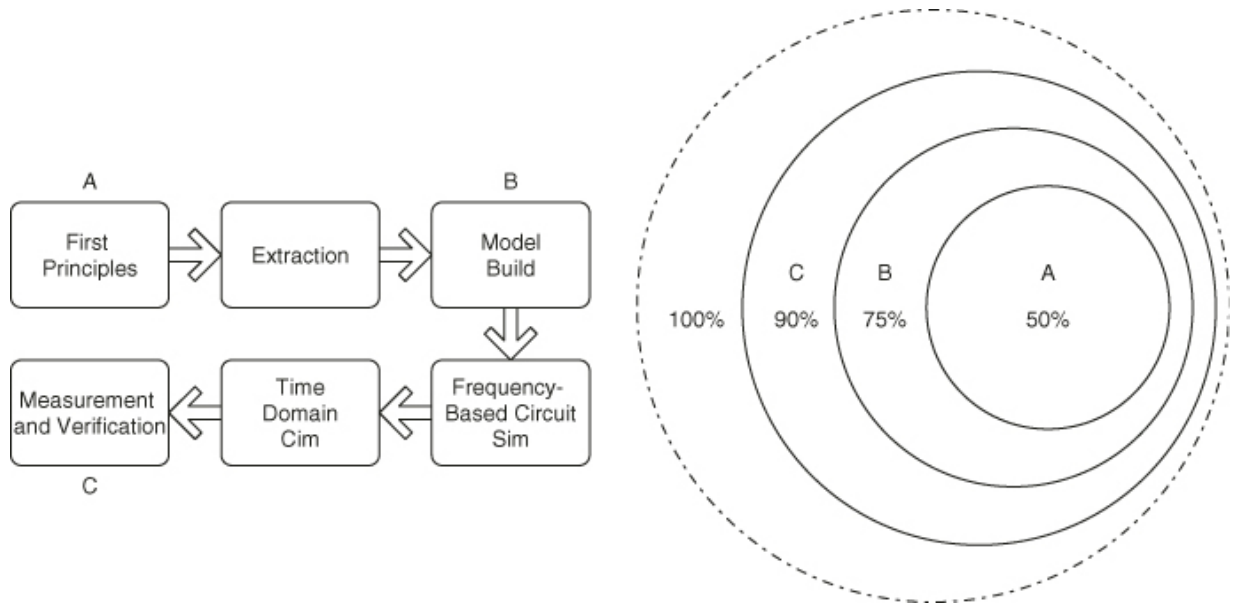 A
B
First
Principles
Extraction
Model
Build
Measurement
and Verification
Time
Domain
Cim
Frequency-
Based Circuit
Sim
C
C
B
A
100%
90%
75%
50%